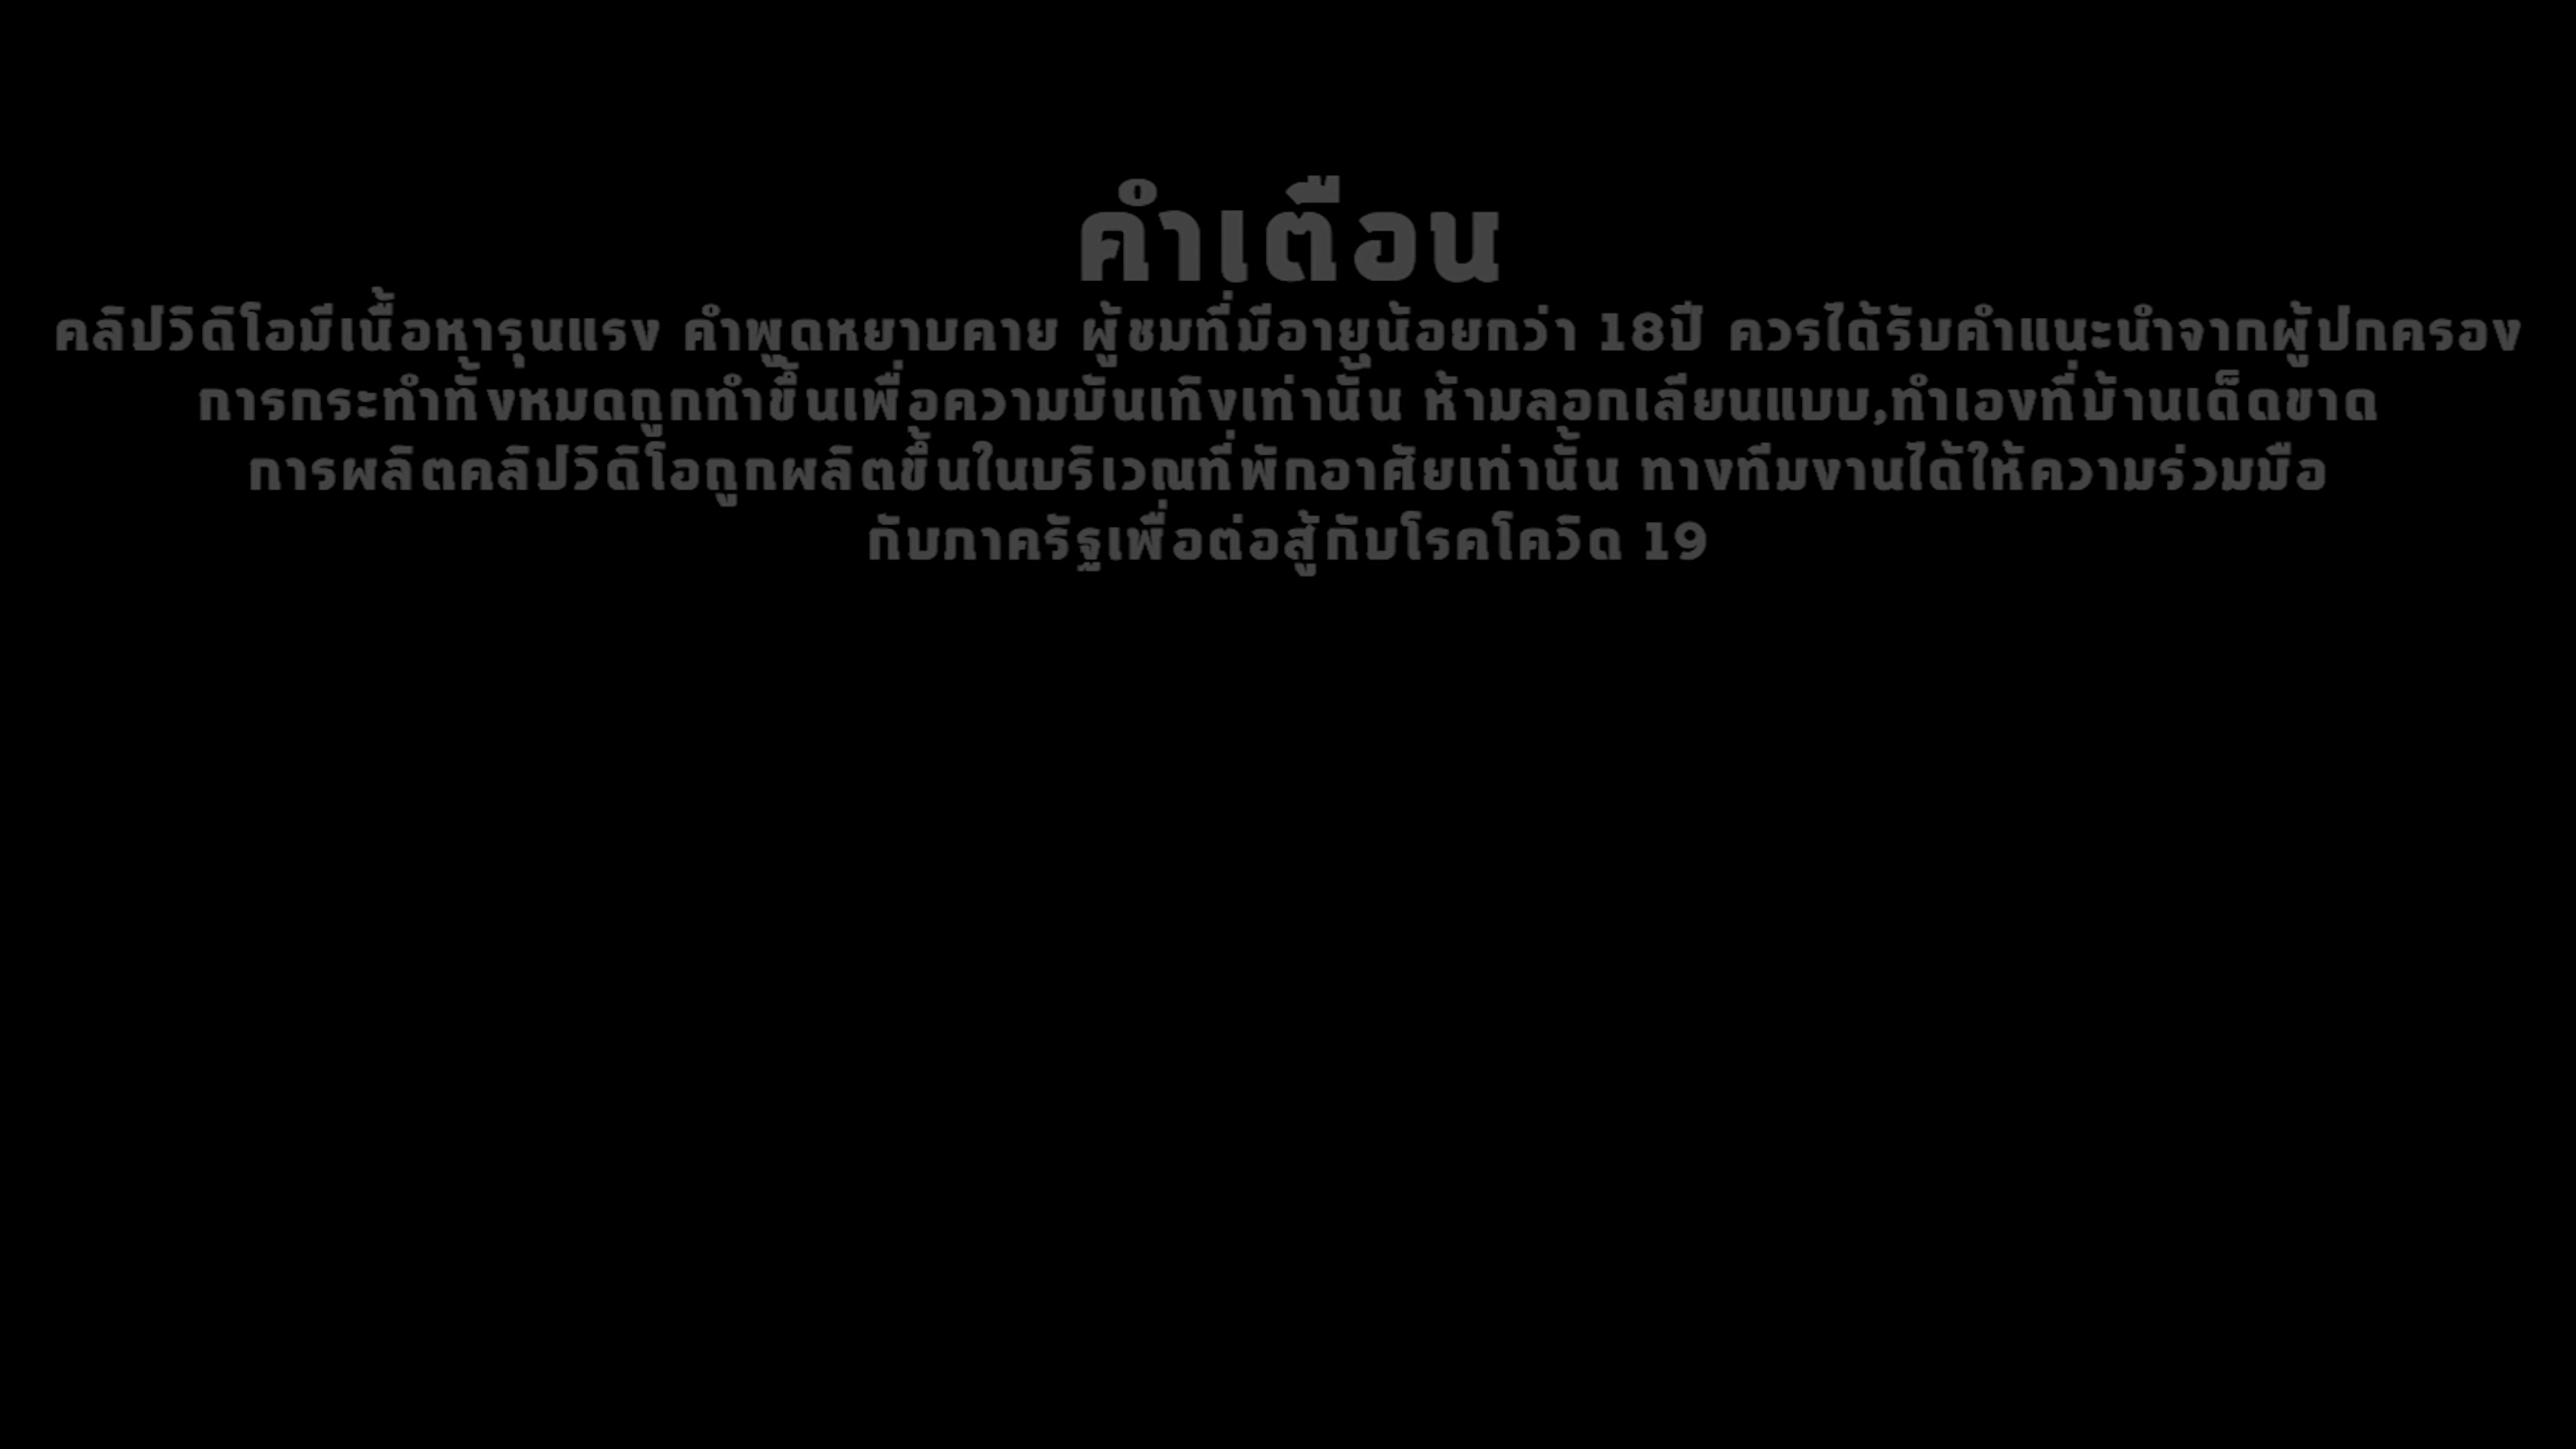 คำเตือน
คลิปวิดิโอมีเนื้อหารุนแรง คำพูดหยาบคาย ผู้ชมที่มีอายุน้อยกว่า 18ปี ควรได้รับคำแนะนำจากผู้ปกครอง
การกระทำทั้งหมดถูกทำขึ้นเพื่อความบันเทิงเท่านั้น ห้ามลอกเลียนแบบ,ทำเองที่บ้านเด็ดขาด
การผลิตคลิปวิดิโอถูกผลิตขึ้นในบริเวณที่พักอาศัยเท่านั้น ทางทีมงานได้ให้ความร่วมมือ
กับภาครัฐเพื่อต่อสู้กับโรคโควิด 19